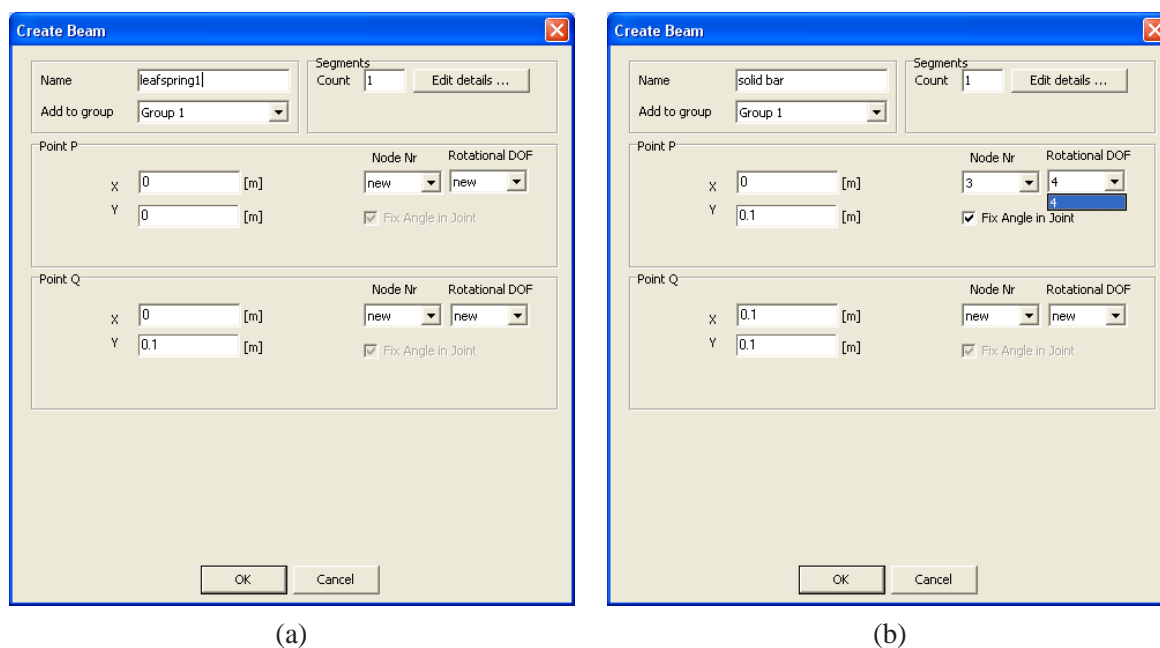 Create Beam
Name leafspring1
Add to group Group 1
Segments
Count 1 Edit details ...
Point P
Node Nr Rotational DOF
X 0 [m] new new
Y 0 [m] Fix Angle in Joint
Point Q
Node Nr Rotational DOF
X 0 [m] new new
Y 0.1 [m] Fix Angle in Joint
OK Cancel
(a)
Create Beam
Name solid bar
Add to group Group 1
Segments
Count 1 Edit details ...
Point P
Node Nr Rotational DOF
X 0 [m] 3 4
4
Y 0.1 [m] Fix Angle in Joint
Point Q
Node Nr Rotational DOF
X 0.1 [m] new new
Y 0.1 [m] Fix Angle in Joint
OK Cancel
(b)